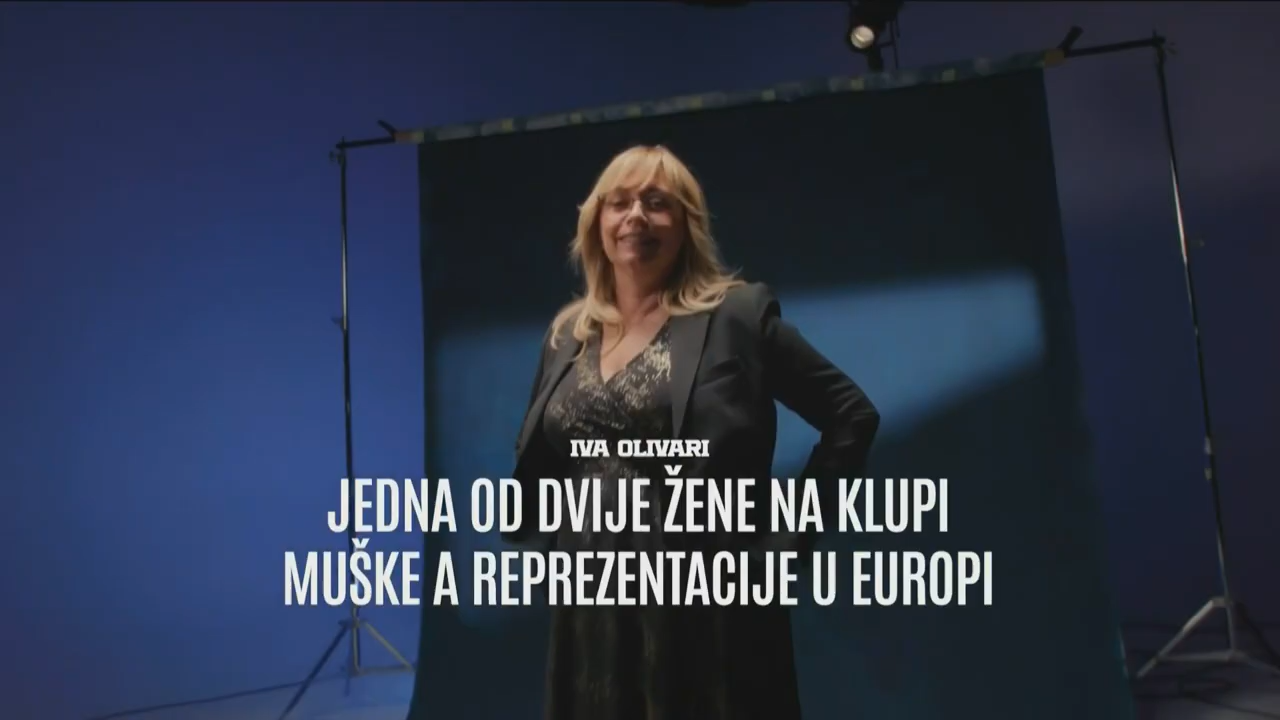 IVA OLIVARI
JEDNA OD DVIJE ŽENE NA KLUPI
MUŠKE A REPREZENTACIJE U EUROPI